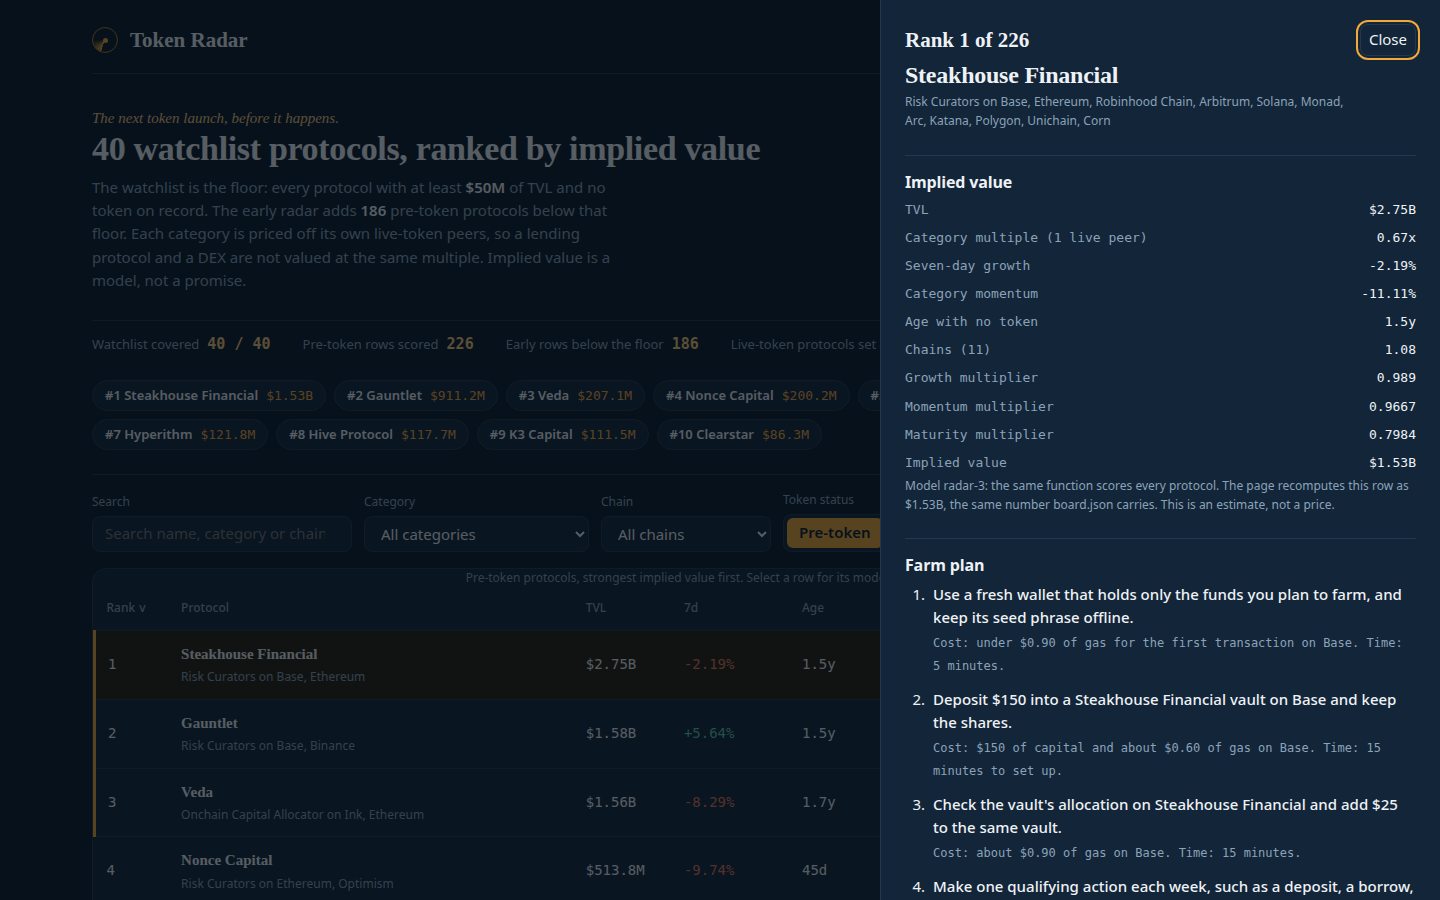 Token Radar
The next token launch, before it happens.
40 watchlist protocols, ranked by implied value
The watchlist is the floor: every protocol with at least $50M of TVL and no
token on record. The early radar adds 186 pre-token protocols below that
floor. Each category is priced off its own live-token peers, so a lending
protocol and a DEX are not valued at the same multiple. Implied value is a
model, not a promise.
Watchlist covered 40 / 40 Pre-token rows scored 226 Early rows below the floor 186 Live-token protocols set
#1 Steakhouse Financial $1.53B #2 Gauntlet $911.2M #3 Veda $207.1M #4 Nonce Capital $200.2M #
#7 Hyperithm $121.8M #8 Hive Protocol $117.7M #9 K3 Capital $111.5M #10 Clearstar $86.3M
Search Category Chain Token status
Search name, category or chain All categories All chains Pre-token
Pre-token protocols, strongest implied value first. Select a row for its mod
Rank v Protocol TVL 7d Age
1 Steakhouse Financial $2.75B -2.19% 1.5y
Risk Curators on Base, Ethereum
2 Gauntlet $1.58B +5.64% 1.5y
Risk Curators on Base, Binance
3 Veda $1.56B -8.29% 1.7y
Onchain Capital Allocator on Ink, Ethereum
4 Nonce Capital $513.8M -9.74% 45d
Risk Curators on Ethereum, Optimism
Rank 1 of 226 Close
Steakhouse Financial
Risk Curators on Base, Ethereum, Robinhood Chain, Arbitrum, Solana, Monad,
Arc, Katana, Polygon, Unichain, Corn
Implied value
TVL $2.75B
Category multiple (1 live peer) 0.67x
Seven-day growth -2.19%
Category momentum -11.11%
Age with no token 1.5y
Chains (11) 1.08
Growth multiplier 0.989
Momentum multiplier 0.9667
Maturity multiplier 0.7984
Implied value $1.53B
Model radar-3: the same function scores every protocol. The page recomputes this row as
$1.53B, the same number board.json carries. This is an estimate, not a price.
Farm plan
1. Use a fresh wallet that holds only the funds you plan to farm, and
keep its seed phrase offline.
Cost: under $0.90 of gas for the first transaction on Base. Time:
5 minutes.
2. Deposit $150 into a Steakhouse Financial vault on Base and keep
the shares.
Cost: $150 of capital and about $0.60 of gas on Base. Time: 15
minutes to set up.
3. Check the vault's allocation on Steakhouse Financial and add $25
to the same vault.
Cost: about $0.90 of gas on Base. Time: 15 minutes.
4. Make one qualifying action each week, such as a deposit, a borrow,